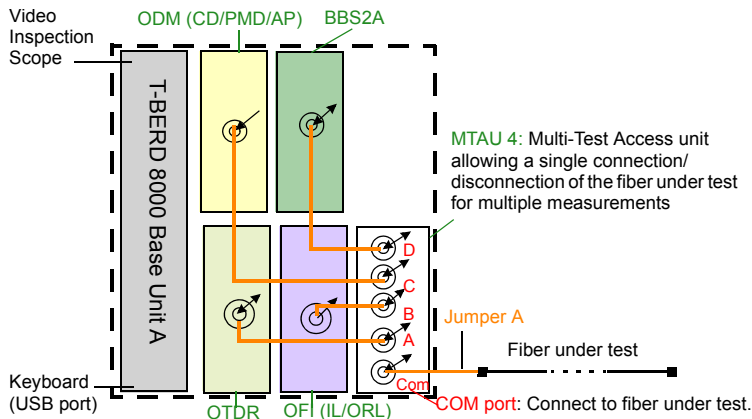 Video
Inspection
Scope
ODM (CD/PMD/AP)
BBS2A
T-BERD 8000 Base Unit A
MTAU 4: Multi-Test Access unit
allowing a single connection/
disconnection of the fiber under test
for multiple measurements
D
C
B
A
Com
Jumper A
Fiber under test
Keyboard
(USB port)
OTDR
OFI (IL/ORL)
COM port: Connect to fiber under test